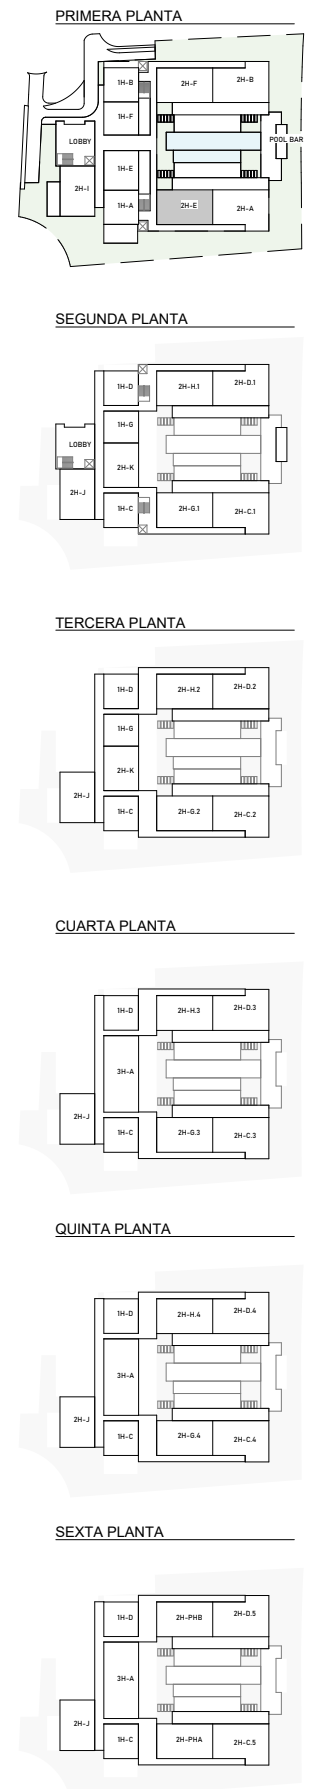 PRIMERA PLANTA
1H-B
2H-F
2H-B
1H-F
LOBBY
POOL BAR
1H-E
2H-I
1H-A
2H-E
2H-A
SEGUNDA PLANTA
1H-D
2H-H.1
2H-D.1
1H-G
LOBBY
2H-K
2H-J
1H-C
2H-G.1
2H-C.1
TERCERA PLANTA
1H-D
2H-H.2
2H-D.2
1H-G
2H-K
2H-J
1H-C
2H-G.2
2H-C.2
CUARTA PLANTA
1H-D
2H-H.3
2H-D.3
3H-A
2H-J
1H-C
2H-G.3
2H-C.3
QUINTA PLANTA
1H-D
2H-H.4
2H-D.4
3H-A
2H-J
1H-C
2H-G.4
2H-C.4
SEXTA PLANTA
1H-D
2H-PHB
2H-D.5
3H-A
2H-J
1H-C
2H-PHA
2H-C.5